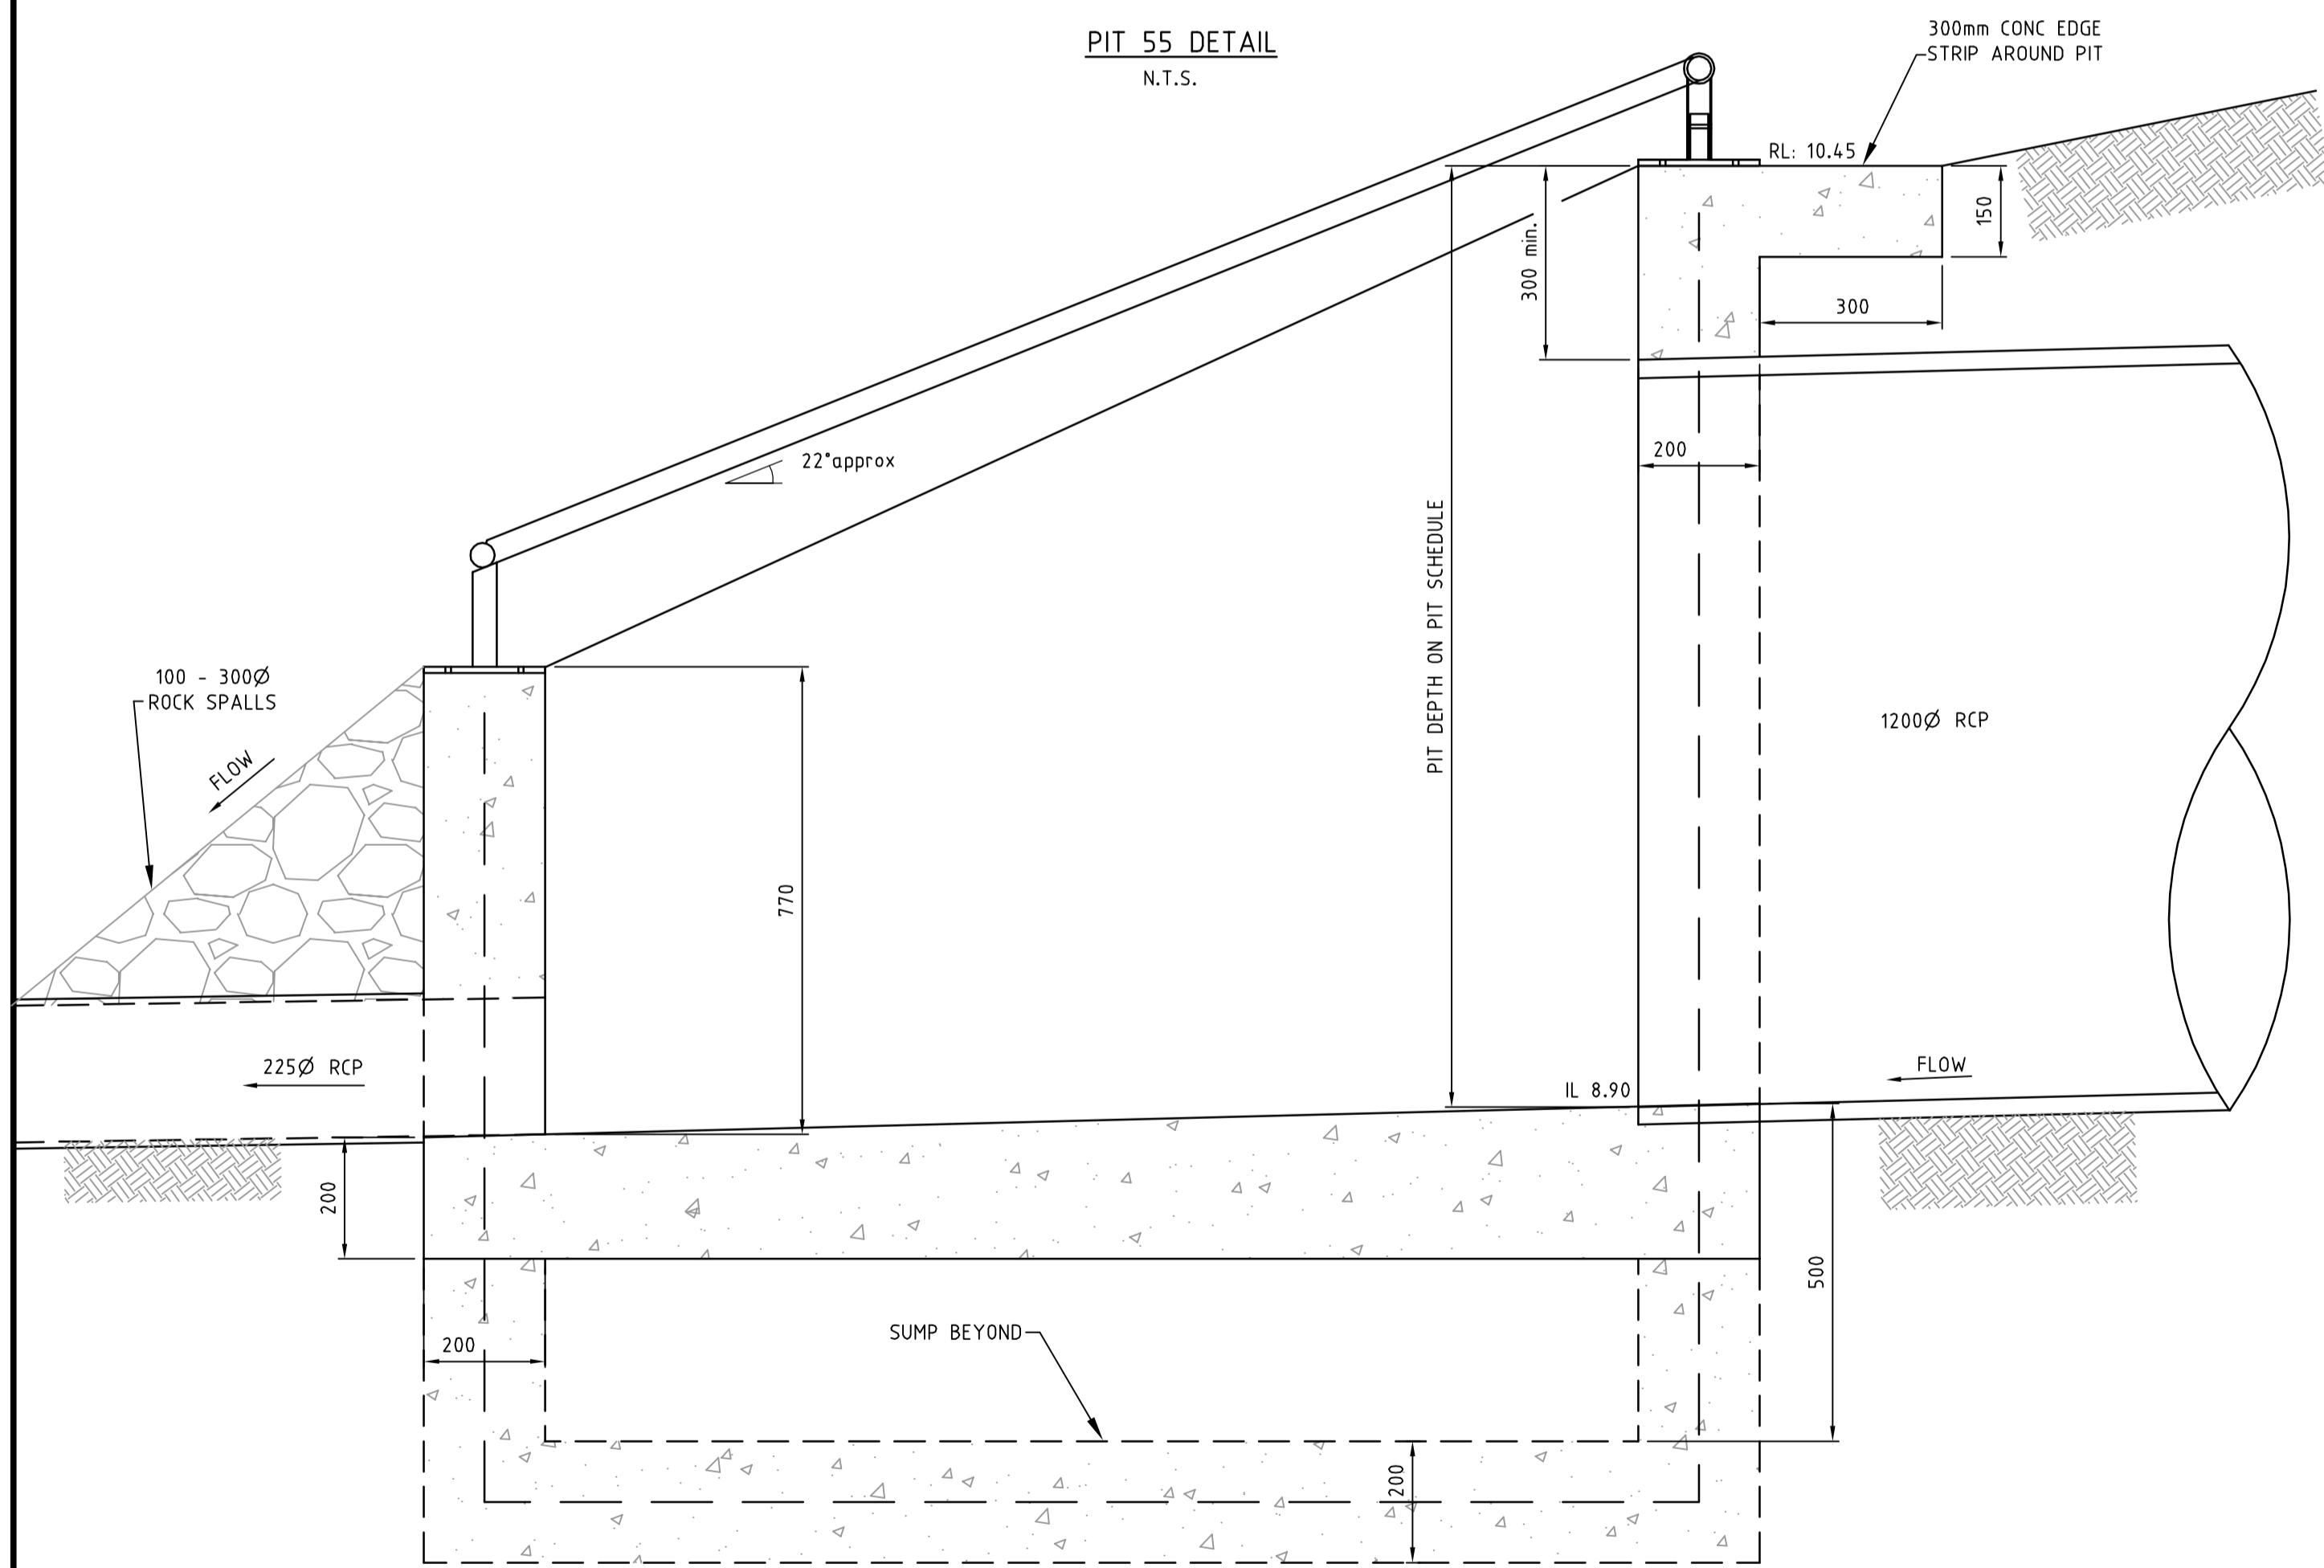 PIT 55 DETAIL
N.T.S.
300mm CONC EDGE
STRIP AROUND PIT
RL: 10.45
150
300 min.
300
22°approx
200
PIT DEPTH ON PIT SCHEDULE
100 - 300Ø
ROCK SPALLS
FLOW
1200Ø RCP
770
225Ø RCP
IL 8.90
FLOW
200
500
SUMP BEYOND
200
200